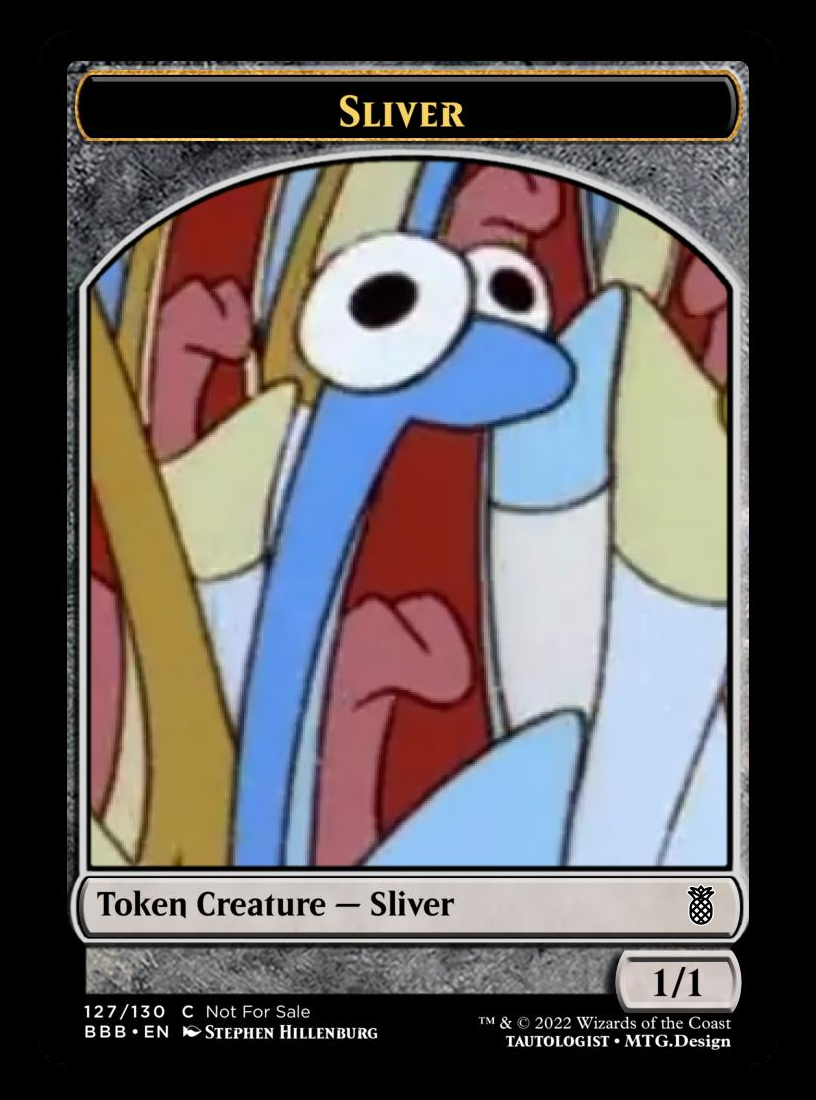 Sliver
Token Creature — Sliver
1/1
127/130 C Not For Sale
BBB • EN Stephen Hillenburg
™ & © 2022 Wizards of the Coast
TAUTOLOGIST • MTG.Design